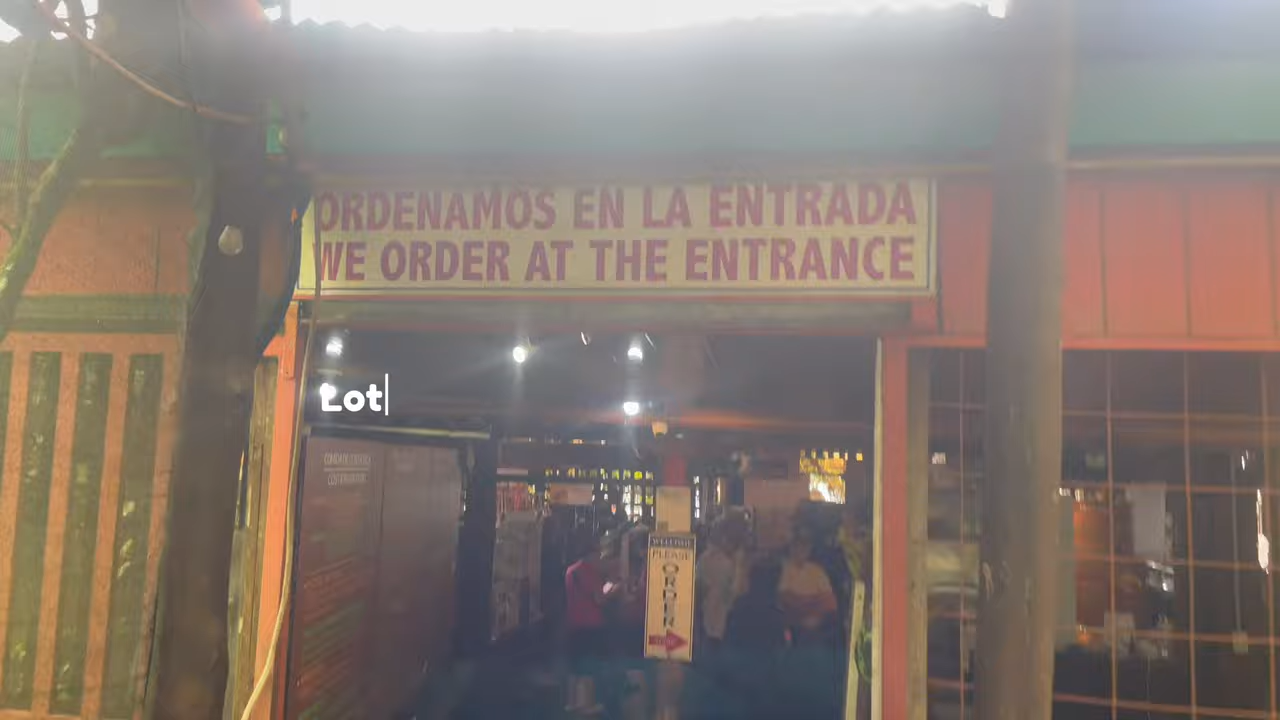 ORDENAMOS EN LA ENTRADA
WE ORDER AT THE ENTRANCE
Lot
WELCOME
PLEASE
ORDER